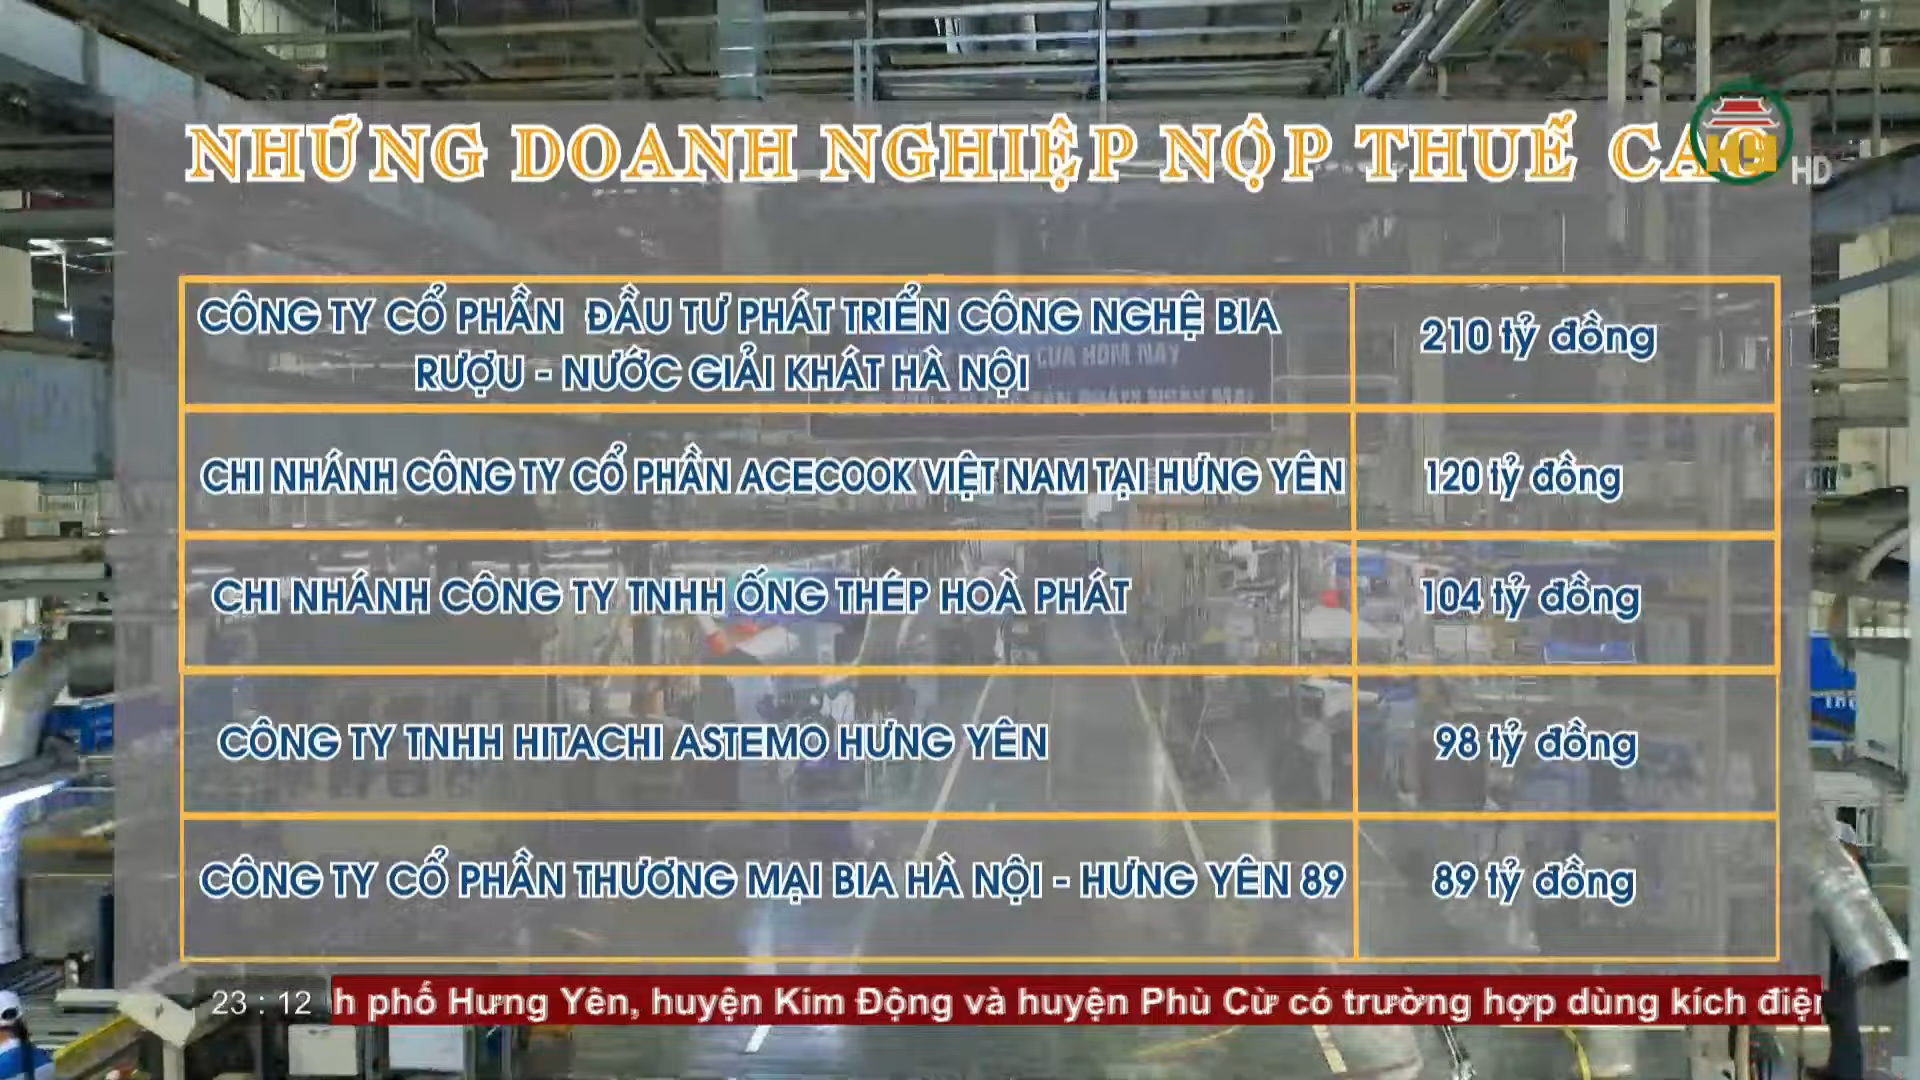 NHỮNG DOANH NGHIỆP NỘP THUẾ CAO
HY
HD
CÔNG TY CỔ PHẦN ĐẦU TƯ PHÁT TRIỂN CÔNG NGHỆ BIA
RƯỢU - NƯỚC GIẢI KHÁT HÀ NỘI
210 tỷ đồng
CỦA HÔM NAY
CHI NHÁNH CÔNG TY CỔ PHẦN ACECOOK VIỆT NAM TẠI HƯNG YÊN
120 tỷ đồng
CHI NHÁNH CÔNG TY TNHH ỐNG THÉP HOÀ PHÁT
104 tỷ đồng
CÔNG TY TNHH HITACHI ASTEMO HƯNG YÊN
98 tỷ đồng
CÔNG TY CỔ PHẦN THƯƠNG MẠI BIA HÀ NỘI - HƯNG YÊN 89
89 tỷ đồng
23 : 12
h phố Hưng Yên, huyện Kim Động và huyện Phù Cừ có trường hợp dùng kích điện